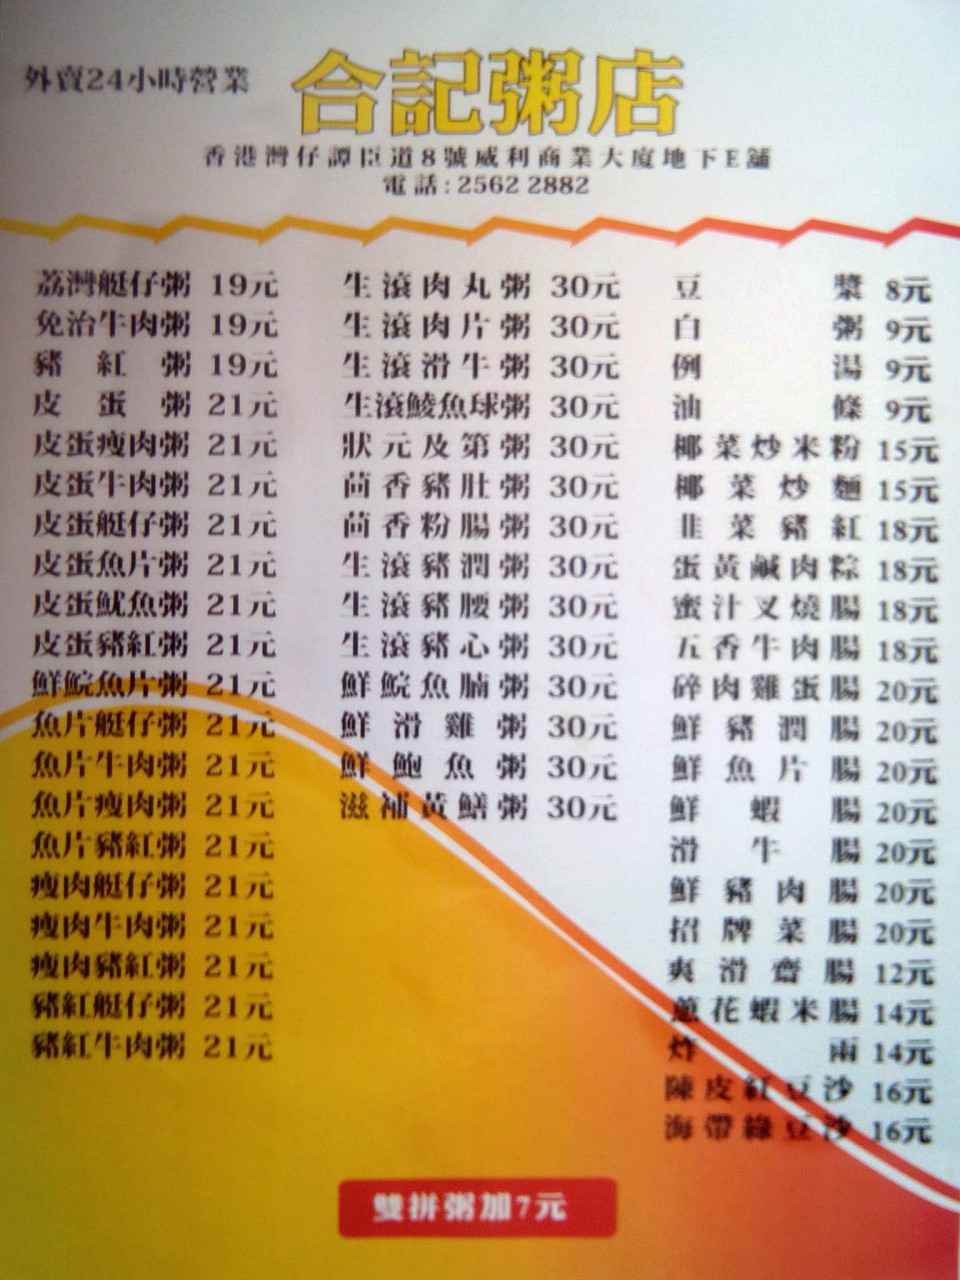 外賣24小時營業
合記粥店
香港灣仔譚臣道8號威利商業大廈地下E舖
電話:2562 2882
荔灣艇仔粥 19元
免治牛肉粥 19元
豬紅粥 19元
皮蛋粥 21元
皮蛋瘦肉粥 21元
皮蛋牛肉粥 21元
皮蛋艇仔粥 21元
皮蛋魚片粥 21元
皮蛋魷魚粥 21元
皮蛋豬紅粥 21元
鮮鯇魚片粥 21元
魚片艇仔粥 21元
魚片牛肉粥 21元
魚片瘦肉粥 21元
魚片豬紅粥 21元
瘦肉艇仔粥 21元
瘦肉牛肉粥 21元
瘦肉豬紅粥 21元
豬紅艇仔粥 21元
豬紅牛肉粥 21元
生滾肉丸粥 30元
生滾肉片粥 30元
生滾滑牛粥 30元
生滾鯪魚球粥 30元
狀元及第粥 30元
茴香豬肚粥 30元
茴香粉腸粥 30元
生滾豬潤粥 30元
生滾豬腰粥 30元
生滾豬心粥 30元
鮮鯇魚腩粥 30元
鮮滑雞粥 30元
鮮鮑魚粥 30元
滋補黃鱔粥 30元
豆漿 8元
白粥 9元
例湯 9元
油條 9元
椰菜炒米粉 15元
椰菜炒麵 15元
韭菜豬紅 18元
蛋黃鹹肉粽 18元
蜜汁叉燒腸 18元
五香牛肉腸 18元
碎肉雞蛋腸 20元
鮮豬潤腸 20元
鮮魚片腸 20元
鮮蝦腸 20元
滑牛腸 20元
鮮豬肉腸 20元
招牌菜腸 20元
爽滑齋腸 12元
蔥花蝦米腸 14元
炸兩 14元
陳皮紅豆沙 16元
海帶綠豆沙 16元
雙拼粥加7元